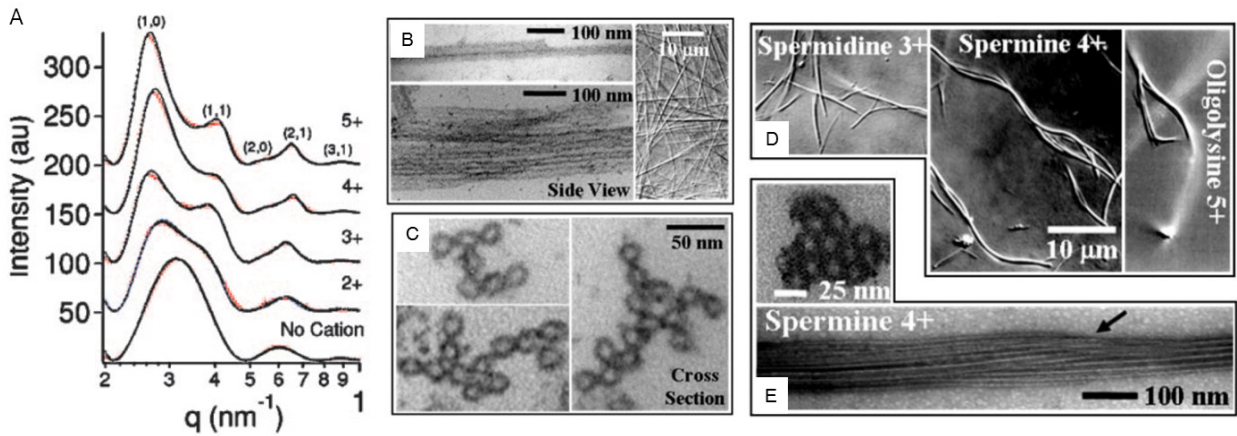 A
(1,0)
300
(1,1)
250
(2,1)
(2,0)
(3,1)
5+
200
4+
150
3+
100
2+
50
No Cation
Intensity (au)
2
3
4
5
6
7
8
9
1
q (nm⁻¹)
B
100 nm
100 nm
Side View
10 µm
C
50 nm
Cross
Section
D
Spermidine 3+
Spermine 4+
10 µm
Oligolysine 5+
25 nm
Spermine 4+
E
100 nm